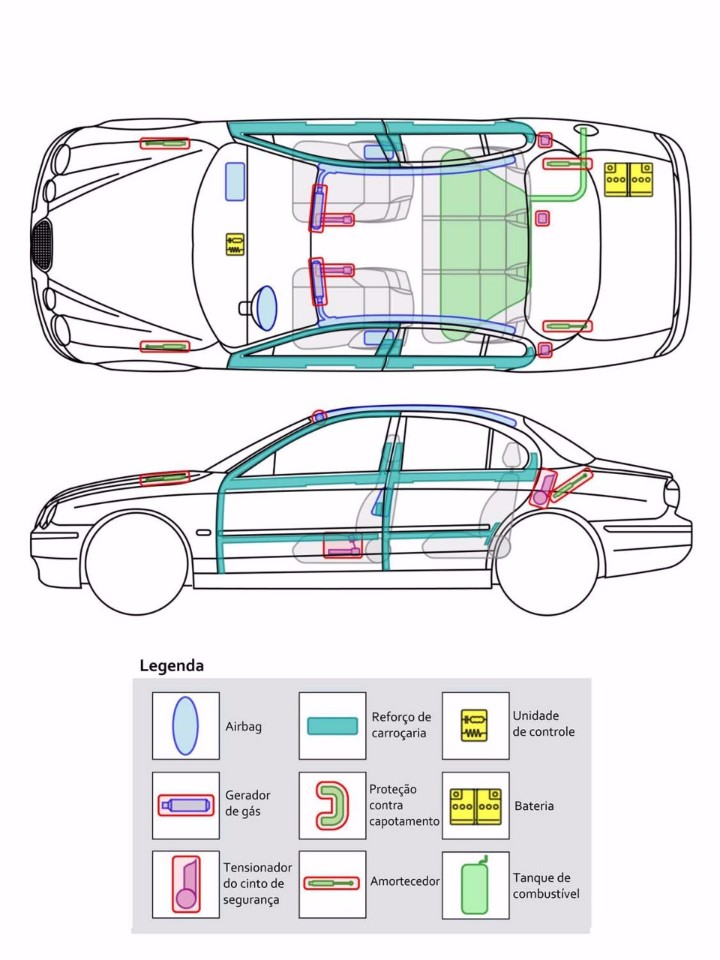 Legenda
Airbag
Reforço de
carroçaria
Unidade
de controle
Gerador
de gás
Proteção
contra
capotamento
Bateria
Tensionador
do cinto de
segurança
Amortecedor
Tanque de
combustível